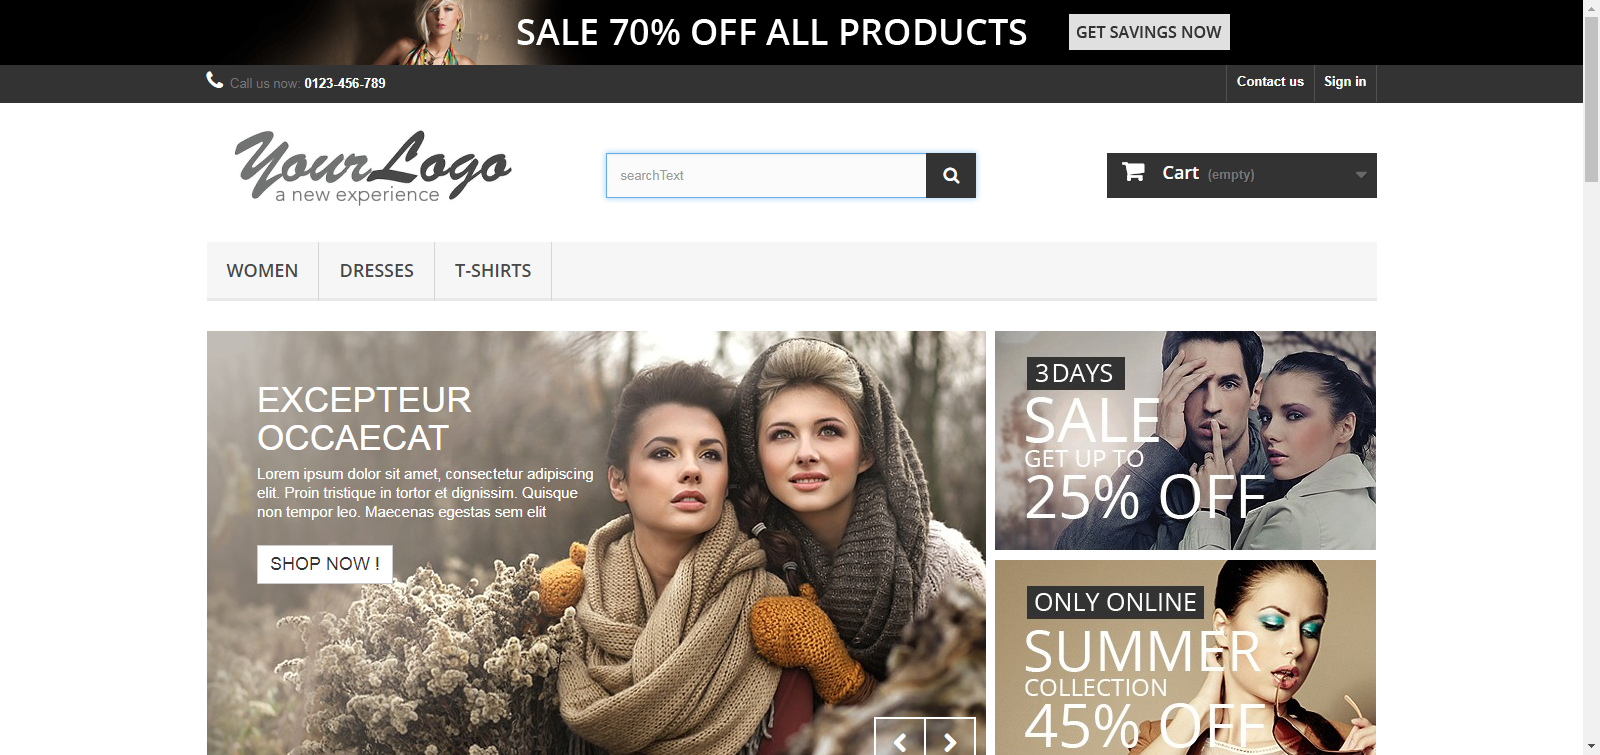 SALE 70% OFF ALL PRODUCTS
GET SAVINGS NOW
Call us now: 0123-456-789
Contact us
Sign in
YourLogo
a new experience
searchText
Cart (empty)
WOMEN
DRESSES
T-SHIRTS
EXCEPTEUR
OCCAECAT
Lorem ipsum dolor sit amet, consectetur adipiscing
elit. Proin tristique in tortor et dignissim. Quisque
non tempor leo. Maecenas egestas sem elit
SHOP NOW !
3 DAYS
SALE
GET UP TO
25% OFF
ONLY ONLINE
SUMMER
COLLECTION
45% OFF